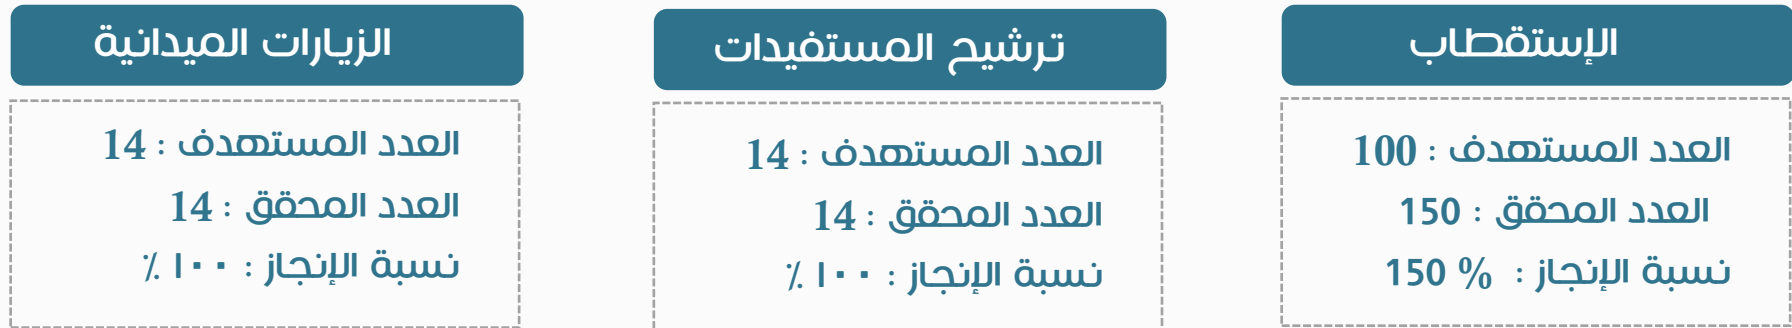 الإستقطاب
العدد المستهدف : 100
العدد المحقق : 150
نسبة الإنجاز : % 150
ترشيح المستفيدات
العدد المستهدف : 14
العدد المحقق : 14
نسبة الإنجاز : ١٠٠ ٪
الزيارات الميدانية
العدد المستهدف : 14
العدد المحقق : 14
نسبة الإنجاز : ١٠٠ ٪